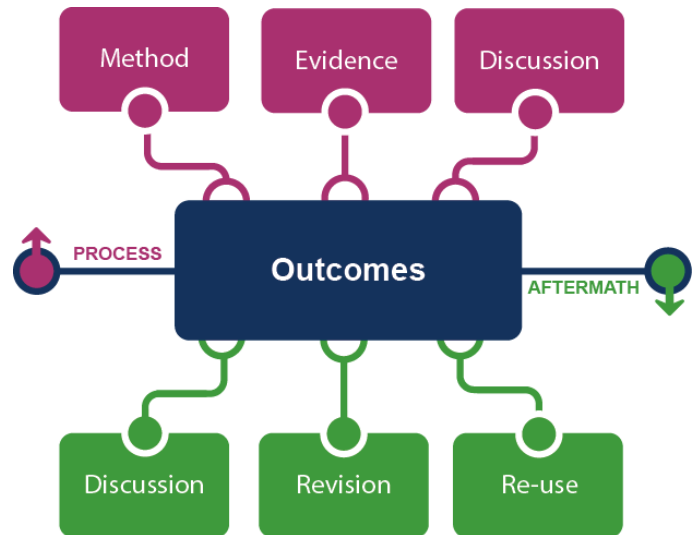 Method
Evidence
Discussion
PROCESS
Outcomes
AFTERMATH
Discussion
Revision
Re-use